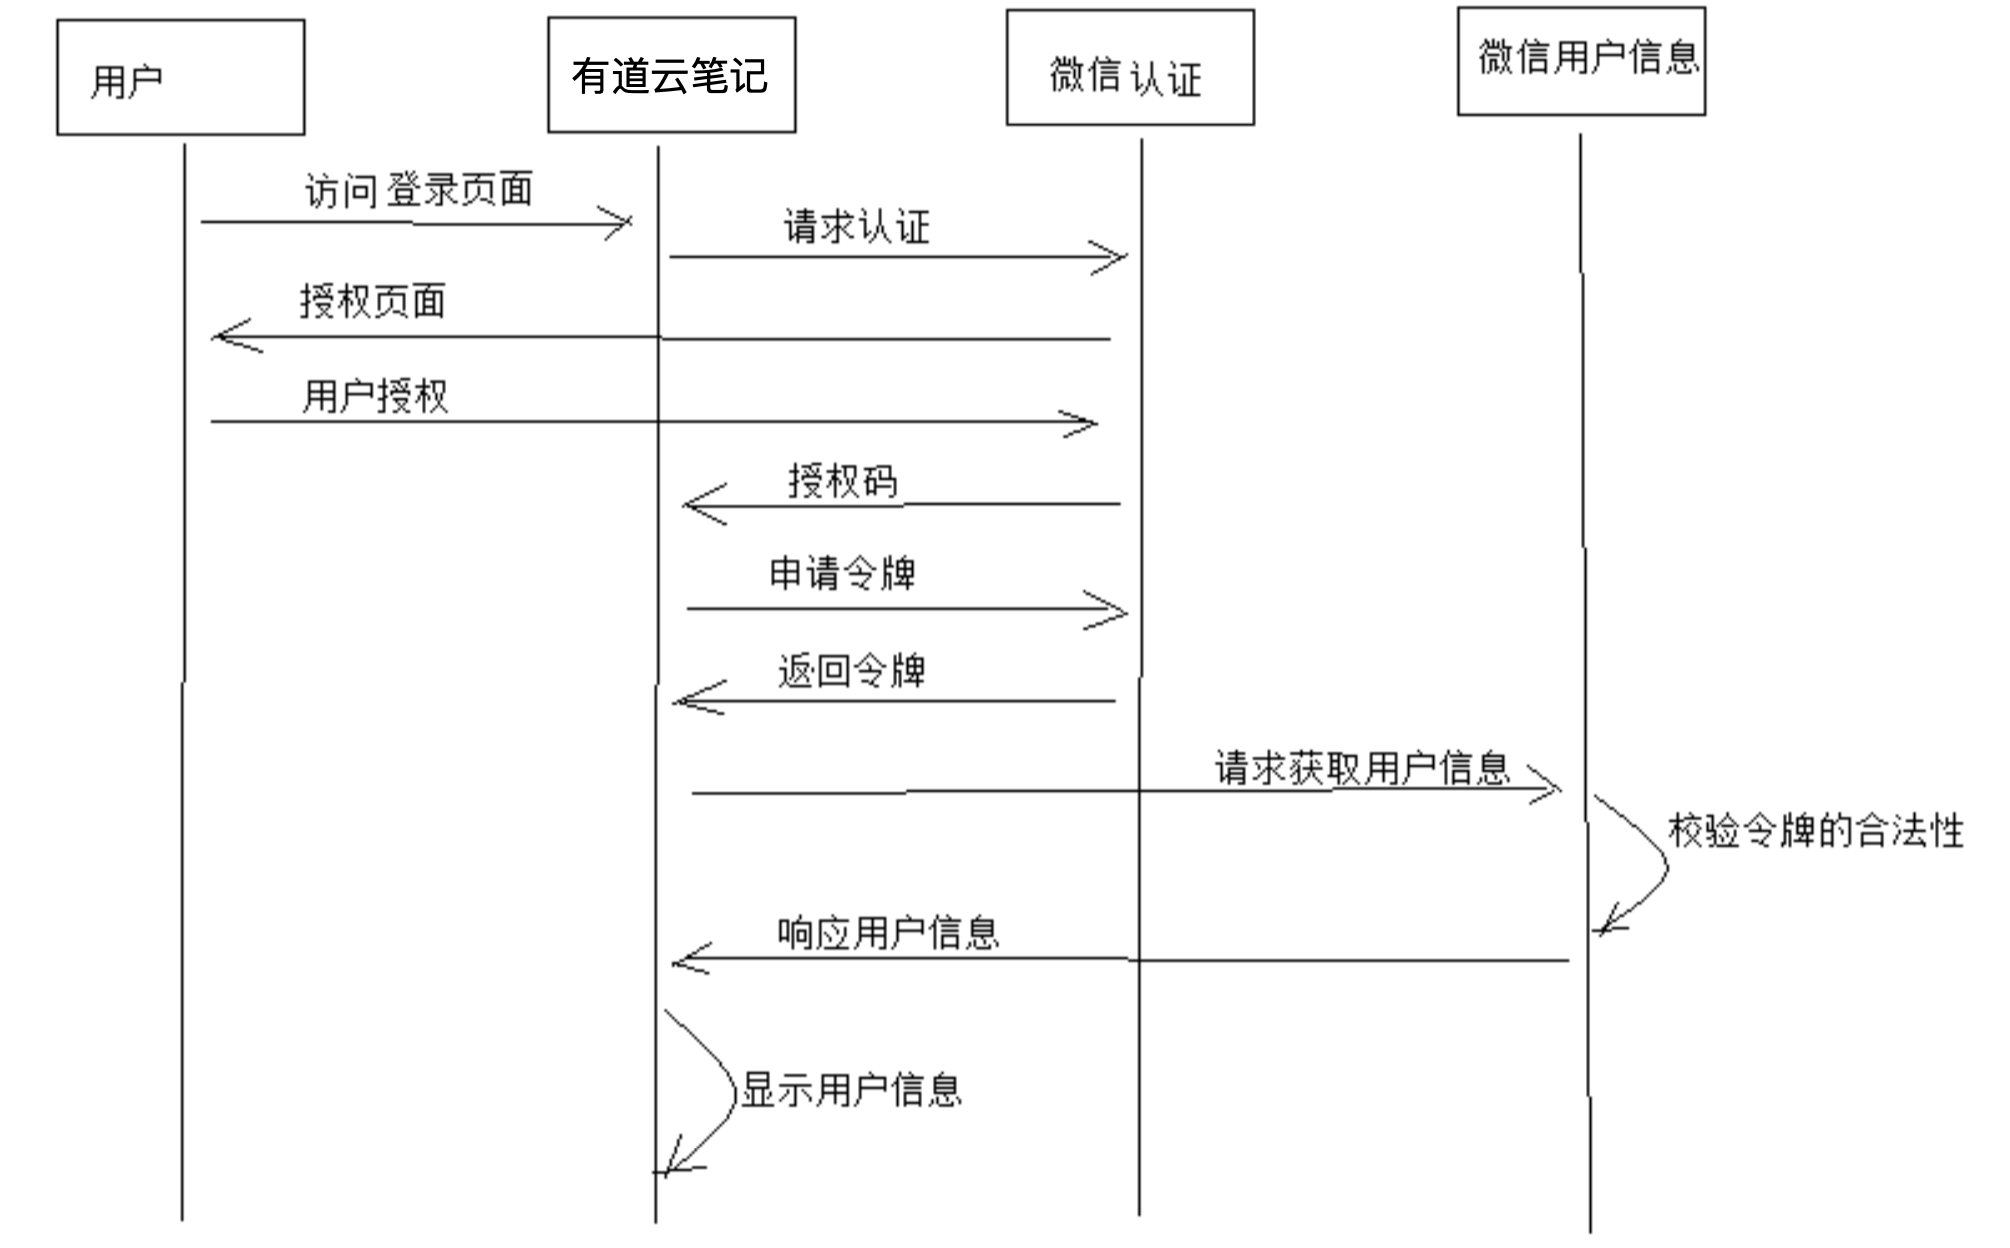 用户
有道云笔记
微信 认证
微信用户信息
访问 登录页面
请求认证
授权页面
用户授权
授权码
申请令牌
返回令牌
请求获取用户信息
校验令牌的合法性
响应用户信息
显示用户信息